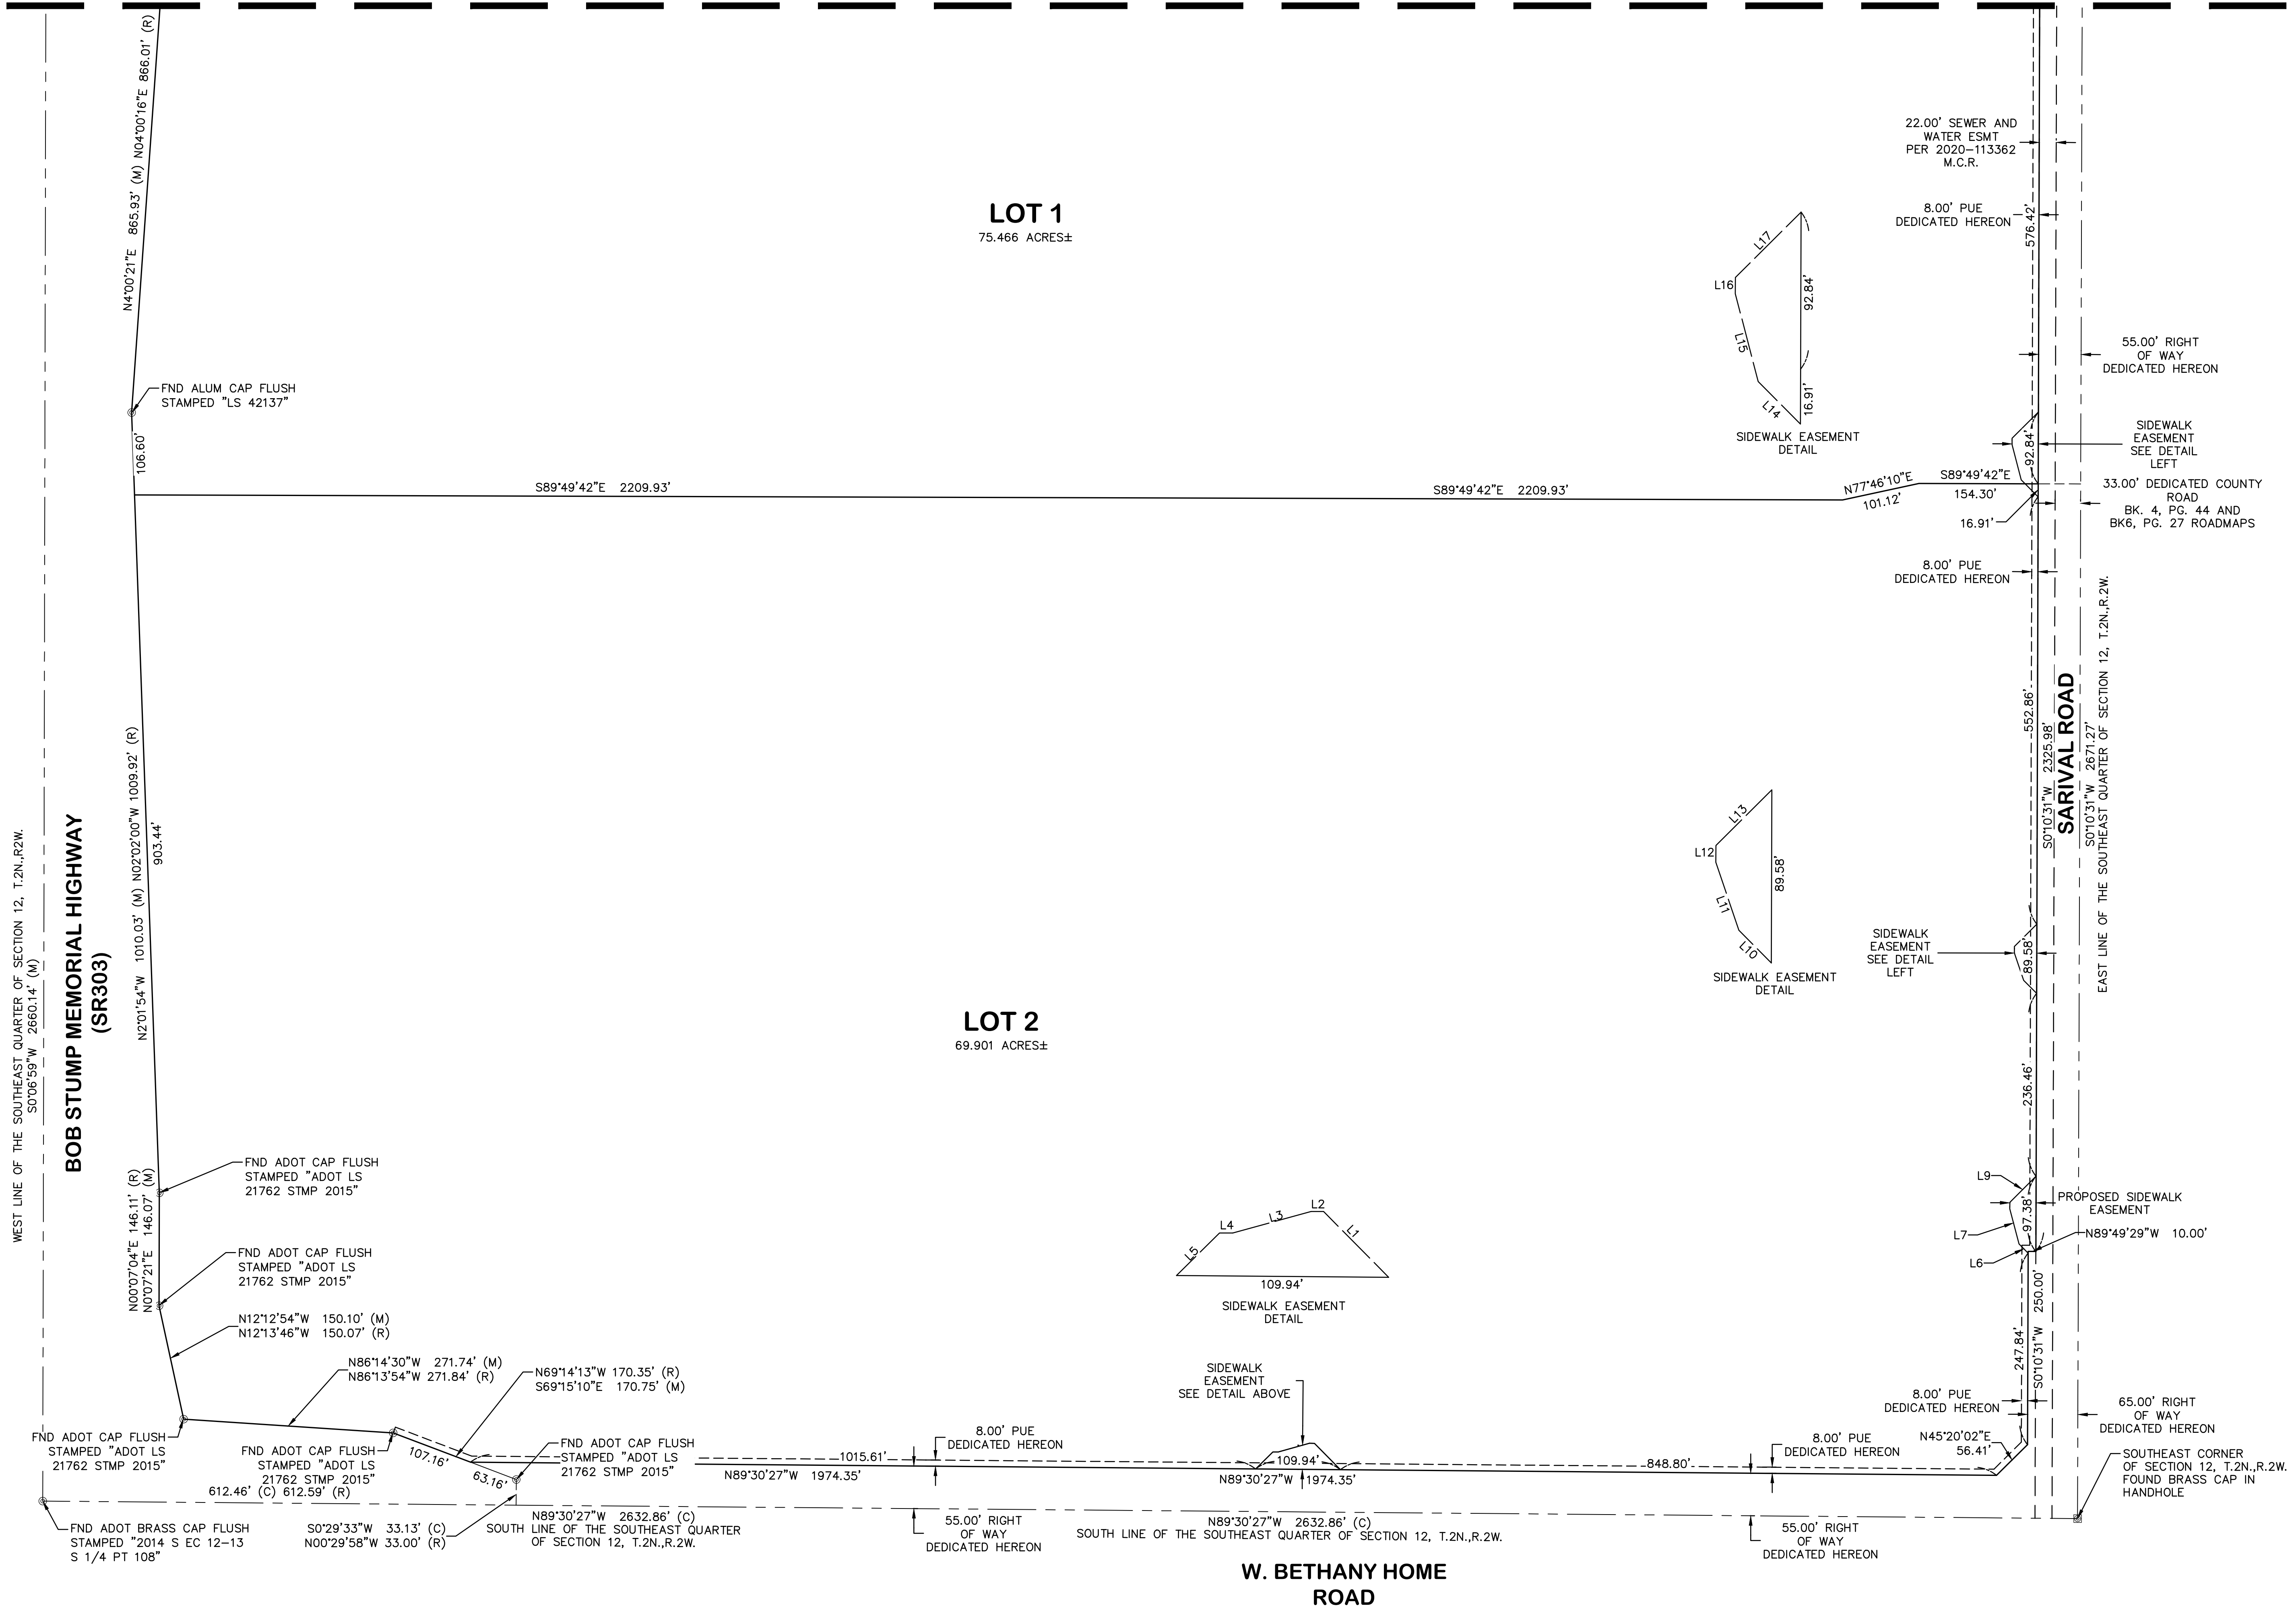 N4°00'21"E 865.93' (M) N04°00'16"E 866.01' (R)
LOT 1
75.466 ACRES±
22.00' SEWER AND
WATER ESMT
PER 2020-113362
M.C.R.
8.00' PUE
DEDICATED HEREON
576.42'
L17
L16
92.84'
L15
L14
16.91'
SIDEWALK EASEMENT
DETAIL
55.00' RIGHT
OF WAY
DEDICATED HEREON
FND ALUM CAP FLUSH
STAMPED "LS 42137"
106.60'
92.84'
SIDEWALK
EASEMENT
SEE DETAIL
LEFT
S89°49'42"E 2209.93'
S89°49'42"E 2209.93'
N77°46'10"E
101.12'
S89°49'42"E
154.30'
16.91'
33.00' DEDICATED COUNTY
ROAD
BK. 4, PG. 44 AND
BK6, PG. 27 ROADMAPS
8.00' PUE
DEDICATED HEREON
552.86'
S0°10'31"W 2325.98'
SARIVAL ROAD
S0°10'31"W 2671.27'
EAST LINE OF THE SOUTHEAST QUARTER OF SECTION 12, T.2N.,R.2W.
WEST LINE OF THE SOUTHEAST QUARTER OF SECTION 12, T.2N.,R2W.
S0°06'59"W 2660.14' (M)
BOB STUMP MEMORIAL HIGHWAY
(SR303)
N2°01'54"W 1010.03' (M) N02°02'00"W 1009.92' (R)
903.44'
L13
L12
89.58'
L11
L10
SIDEWALK EASEMENT
DETAIL
SIDEWALK
EASEMENT
SEE DETAIL
LEFT
89.58'
LOT 2
69.901 ACRES±
236.46'
FND ADOT CAP FLUSH
STAMPED "ADOT LS
21762 STMP 2015"
N00°07'04"E 146.11' (R)
N0°07'21"E 146.07' (M)
FND ADOT CAP FLUSH
STAMPED "ADOT LS
21762 STMP 2015"
L9
97.38'
PROPOSED SIDEWALK
EASEMENT
L7
N89°49'29"W 10.00'
L6
L2
L4
L3
L1
L5
109.94'
SIDEWALK EASEMENT
DETAIL
N12°12'54"W 150.10' (M)
N12°13'46"W 150.07' (R)
N86°14'30"W 271.74' (M)
N86°13'54"W 271.84' (R)
N69°14'13"W 170.35' (R)
S69°15'10"E 170.75' (M)
SIDEWALK
EASEMENT
SEE DETAIL ABOVE
247.84'
S0°10'31"W 250.00'
8.00' PUE
DEDICATED HEREON
65.00' RIGHT
OF WAY
DEDICATED HEREON
FND ADOT CAP FLUSH
STAMPED "ADOT LS
21762 STMP 2015"
FND ADOT CAP FLUSH
STAMPED "ADOT LS
21762 STMP 2015"
107.16'
63.16'
FND ADOT CAP FLUSH
STAMPED "ADOT LS
21762 STMP 2015"
8.00' PUE
DEDICATED HEREON
1015.61'
N89°30'27"W 1974.35'
109.94'
N89°30'27"W 1974.35'
848.80'
8.00' PUE
DEDICATED HEREON
N45°20'02"E
56.41'
SOUTHEAST CORNER
OF SECTION 12, T.2N.,R.2W.
FOUND BRASS CAP IN
HANDHOLE
612.46' (C) 612.59' (R)
FND ADOT BRASS CAP FLUSH
STAMPED "2014 S EC 12-13
S 1/4 PT 108"
S0°29'33"W 33.13' (C)
N00°29'58"W 33.00' (R)
N89°30'27"W 2632.86' (C)
SOUTH LINE OF THE SOUTHEAST QUARTER
OF SECTION 12, T.2N.,R.2W.
55.00' RIGHT
OF WAY
DEDICATED HEREON
N89°30'27"W 2632.86' (C)
SOUTH LINE OF THE SOUTHEAST QUARTER OF SECTION 12, T.2N.,R.2W.
55.00' RIGHT
OF WAY
DEDICATED HEREON
W. BETHANY HOME
ROAD